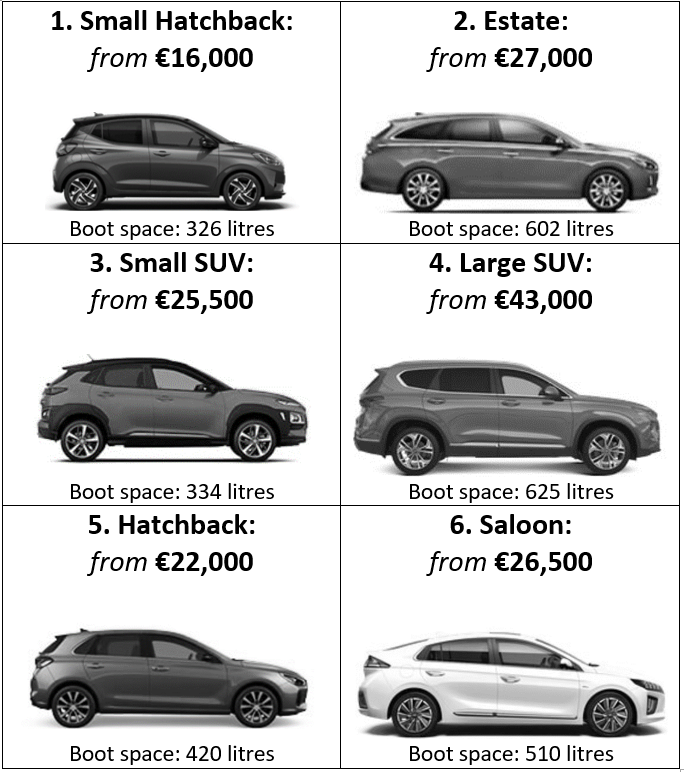 1. Small Hatchback:
from €16,000
Boot space: 326 litres
2. Estate:
from €27,000
Boot space: 602 litres
3. Small SUV:
from €25,500
Boot space: 334 litres
4. Large SUV:
from €43,000
Boot space: 625 litres
5. Hatchback:
from €22,000
Boot space: 420 litres
6. Saloon:
from €26,500
Boot space: 510 litres